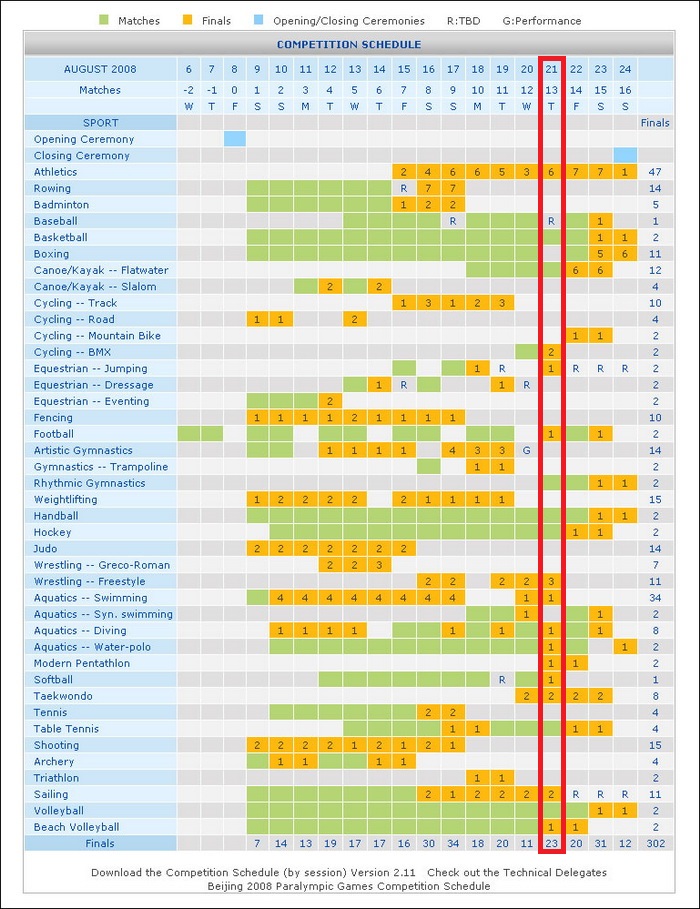 Matches Finals Opening/Closing Ceremonies R:TBD G:Performance
COMPETITION SCHEDULE
AUGUST 2008 6 7 8 9 10 11 12 13 14 15 16 17 18 19 20 21 22 23 24
Matches -2 -1 0 1 2 3 4 5 6 7 8 9 10 11 12 13 14 15 16
W T F S S M T W T F S S M T W T F S S
SPORT Finals
Opening Ceremony
Closing Ceremony
Athletics 2 4 6 6 5 3 6 7 7 1 47
Rowing R 7 7 14
Badminton 1 2 2 5
Baseball R R 1 1
Basketball 1 1 2
Boxing 5 6 11
Canoe/Kayak -- Flatwater 6 6 12
Canoe/Kayak -- Slalom 2 2 4
Cycling -- Track 1 3 1 2 3 10
Cycling -- Road 1 1 2 4
Cycling -- Mountain Bike 1 1 2
Cycling -- BMX 2 2
Equestrian -- Jumping 1 R 1 R R R 2
Equestrian -- Dressage 1 R 1 R 2
Equestrian -- Eventing 2 2
Fencing 1 1 1 1 2 1 1 1 1 10
Football 1 1 2
Artistic Gymnastics 1 1 1 1 4 3 3 G 14
Gymnastics -- Trampoline 1 1 2
Rhythmic Gymnastics 1 1 2
Weightlifting 1 2 2 2 2 2 1 1 1 1 15
Handball 1 1 2
Hockey 1 1 2
Judo 2 2 2 2 2 2 2 14
Wrestling -- Greco-Roman 2 2 3 7
Wrestling -- Freestyle 2 2 2 2 3 11
Aquatics -- Swimming 4 4 4 4 4 4 4 4 1 1 34
Aquatics -- Syn. swimming 1 1 2
Aquatics -- Diving 1 1 1 1 1 1 1 1 8
Aquatics -- Water-polo 1 1 2
Modern Pentathlon 1 1 2
Softball R 1 1
Taekwondo 2 2 2 2 8
Tennis 2 2 4
Table Tennis 1 1 1 1 4
Shooting 2 2 2 2 1 2 1 2 1 15
Archery 1 1 1 1 4
Triathlon 1 1 2
Sailing 2 1 2 2 2 2 R R R 11
Volleyball 1 1 2
Beach Volleyball 1 1 2
Finals 7 14 13 19 17 17 16 30 34 18 20 11 23 20 31 12 302
Download the Competition Schedule (by session) Version 2.11 Check out the Technical Delegates
Beijing 2008 Paralympic Games Competition Schedule